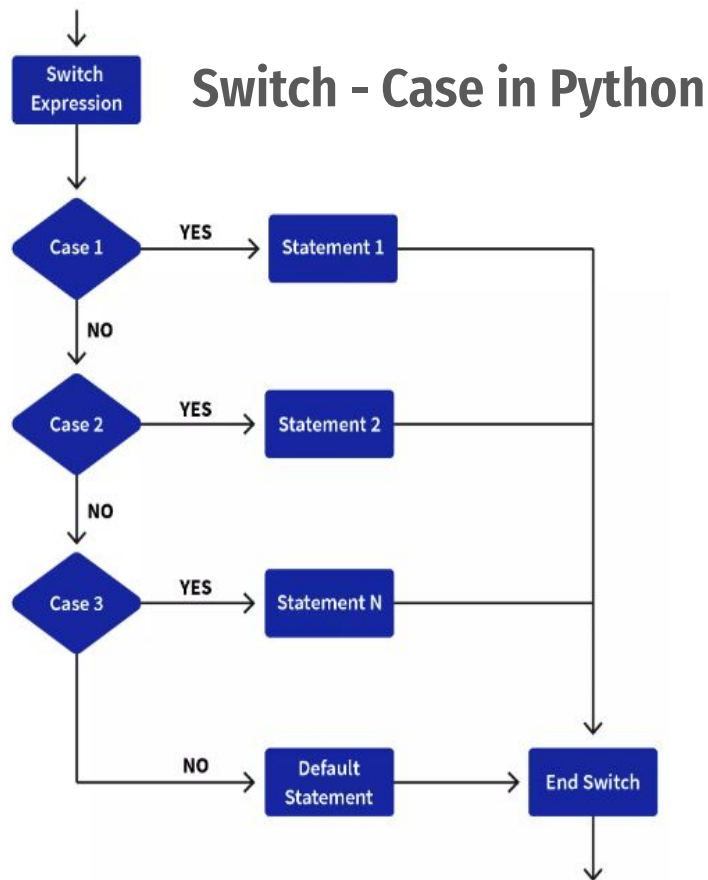 Switch
Expression
Switch - Case in Python
Case 1
YES
Statement 1
NO
Case 2
YES
Statement 2
NO
Case 3
YES
Statement N
NO
Default
Statement
End Switch